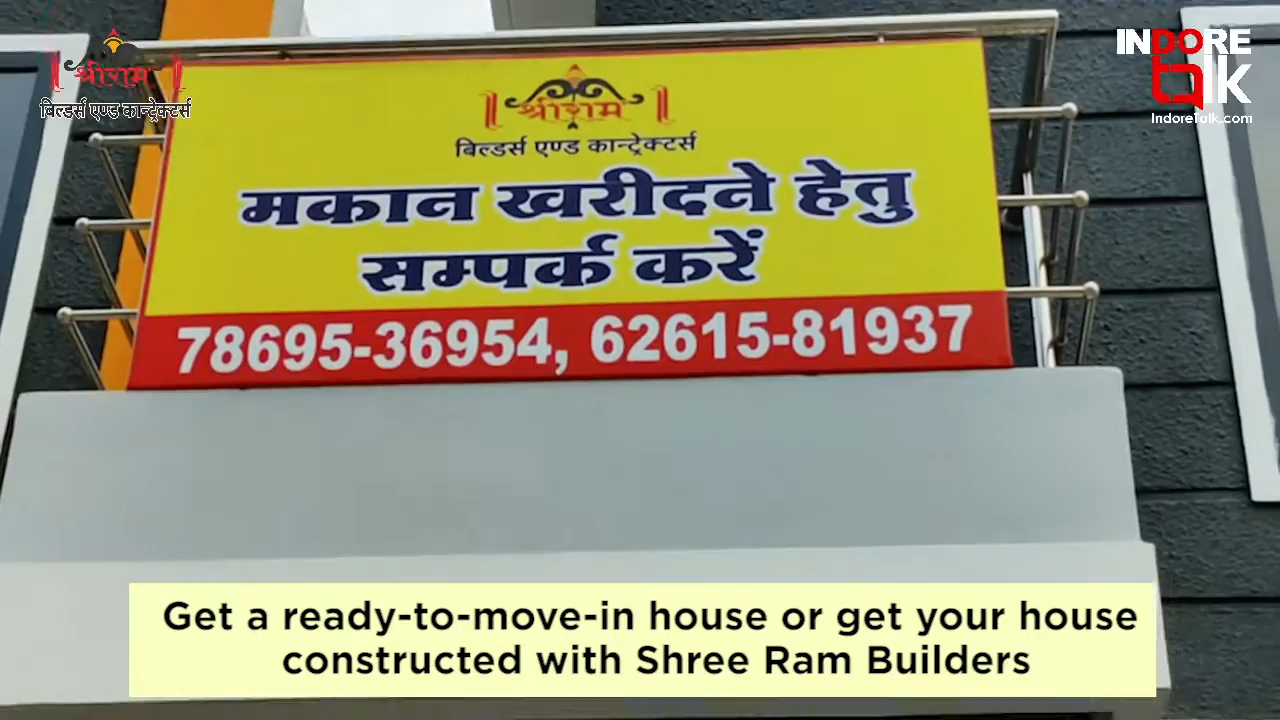 श्रीराम
बिल्डर्स एण्ड कान्ट्रेक्टर्स
INDORE
talk
IndoreTalk.com
श्रीराम
बिल्डर्स एण्ड कान्ट्रेक्टर्स
मकान खरीदने हेतु
सम्पर्क करें
78695-36954, 62615-81937
Get a ready-to-move-in house or get your house
constructed with Shree Ram Builders